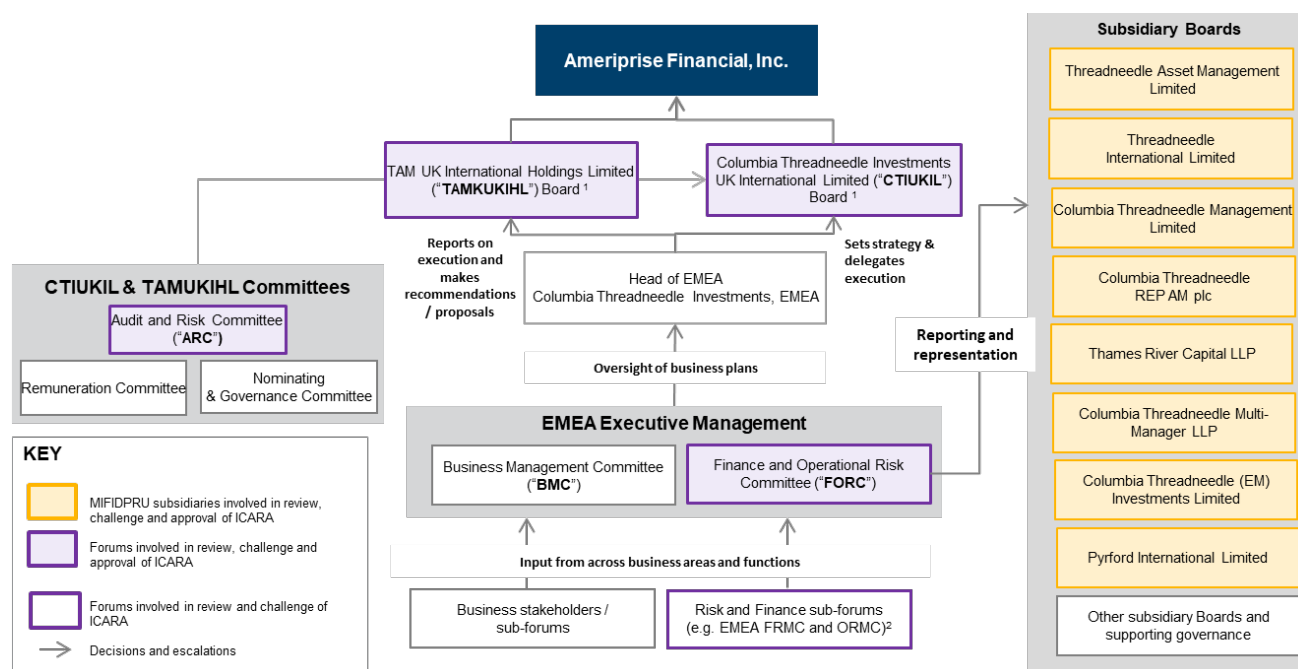 Ameriprise Financial, Inc.
TAM UK International Holdings Limited
("TAMKUKIHL") Board ¹
Columbia Threadneedle Investments
UK International Limited ("CTIUKIL")
Board ¹
Reports on
execution and
makes
recommendations
/ proposals
Sets strategy &
delegates
execution
Head of EMEA
Columbia Threadneedle Investments, EMEA
CTIUKIL & TAMUKIHL Committees
Audit and Risk Committee
("ARC")
Remuneration Committee
Nominating
& Governance Committee
Oversight of business plans
EMEA Executive Management
Business Management Committee
("BMC")
Finance and Operational Risk
Committee ("FORC")
Input from across business areas and functions
Business stakeholders /
sub-forums
Risk and Finance sub-forums
(e.g. EMEA FRMC and ORMC)²
Reporting and
representation
KEY
MIFIDPRU subsidiaries involved in review,
challenge and approval of ICARA
Forums involved in review, challenge and
approval of ICARA
Forums involved in review and challenge of
ICARA
Decisions and escalations
Subsidiary Boards
Threadneedle Asset Management
Limited
Threadneedle
International Limited
Columbia Threadneedle Management
Limited
Columbia Threadneedle
REP AM plc
Thames River Capital LLP
Columbia Threadneedle Multi-
Manager LLP
Columbia Threadneedle (EM)
Investments Limited
Pyrford International Limited
Other subsidiary Boards and
supporting governance